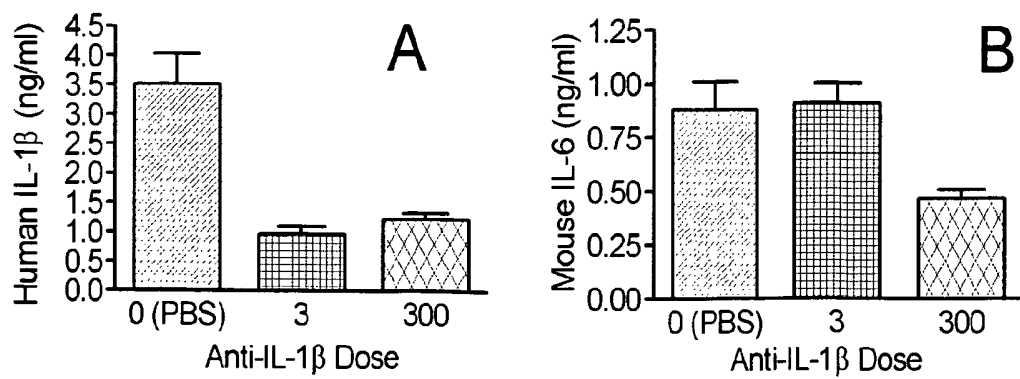 A
Human IL-1β (ng/ml)
4.5
4.0
3.5
3.0
2.5
2.0
1.5
1.0
0.5
0.0
0 (PBS) 3 300
Anti-IL-1β Dose
B
Mouse IL-6 (ng/ml)
1.25
1.00
0.75
0.50
0.25
0.00
0 (PBS) 3 300
Anti-IL-1β Dose